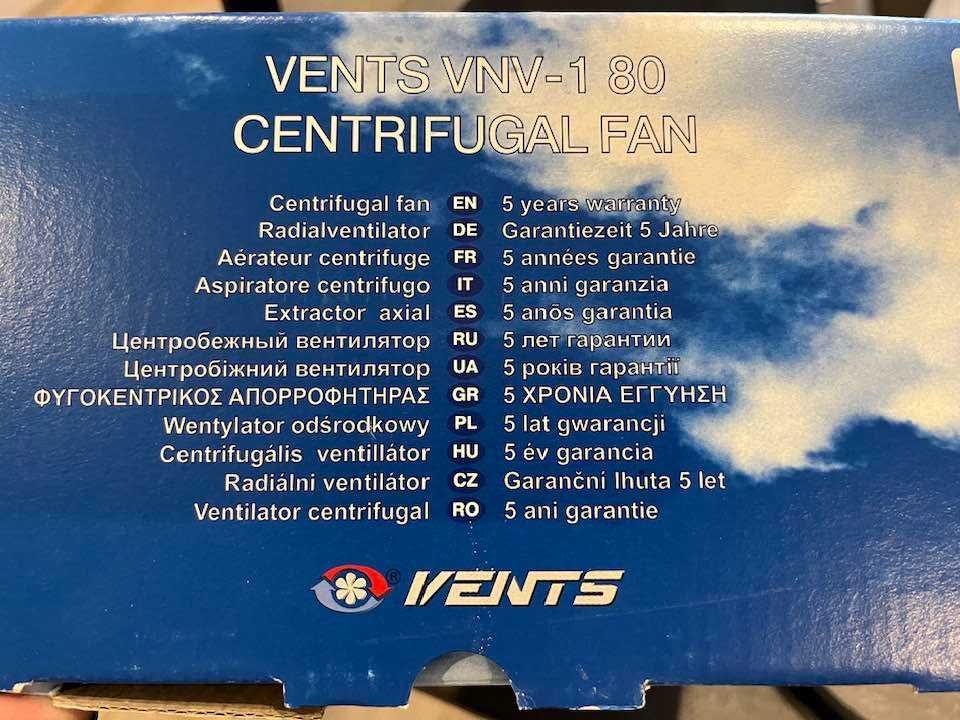 VENTS VNV-1 80
CENTRIFUGAL FAN
Centrifugal fan EN 5 years warranty
Radialventilator DE Garantiezeit 5 Jahre
Aérateur centrifuge FR 5 années garantie
Aspiratore centrifugo IT 5 anni garanzia
Extractor axial ES 5 anõs garantia
Центробежный вентилятор RU 5 лет гарантии
Центробіжний вентилятор UA 5 років гарантії
ΦΥΓΟΚΕΝΤΡΙΚΟΣ ΑΠΟΡΡΟΦΗΤΗΡΑΣ GR 5 ΧΡΟΝΙΑ ΕΓΓΥΗΣΗ
Wentylator odśrodkowy PL 5 lat gwarancji
Centrifugális ventillátor HU 5 év garancia
Radiálni ventilátor CZ Garanční lhuta 5 let
Ventilator centrifugal RO 5 ani garantie
® VENTS